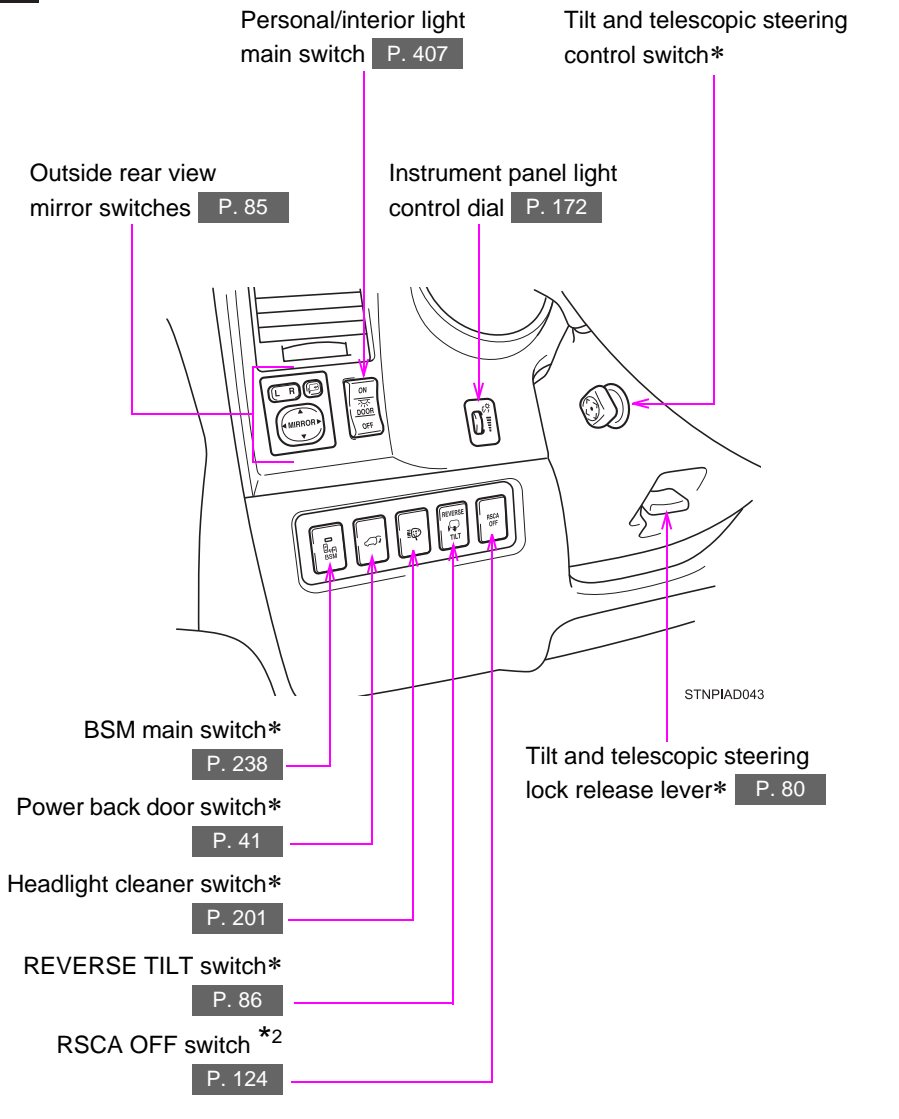 Personal/interior light
main switch P. 407
Tilt and telescopic steering
control switch*
Outside rear view
mirror switches P. 85
Instrument panel light
control dial P. 172
L R
MIRROR
ON
DOOR
OFF
BSM
REVERSE
TILT
RSCA
OFF
STNPIAD043
BSM main switch*
P. 238
Power back door switch*
P. 41
Headlight cleaner switch*
P. 201
REVERSE TILT switch*
P. 86
RSCA OFF switch *2
P. 124
Tilt and telescopic steering
lock release lever* P. 80